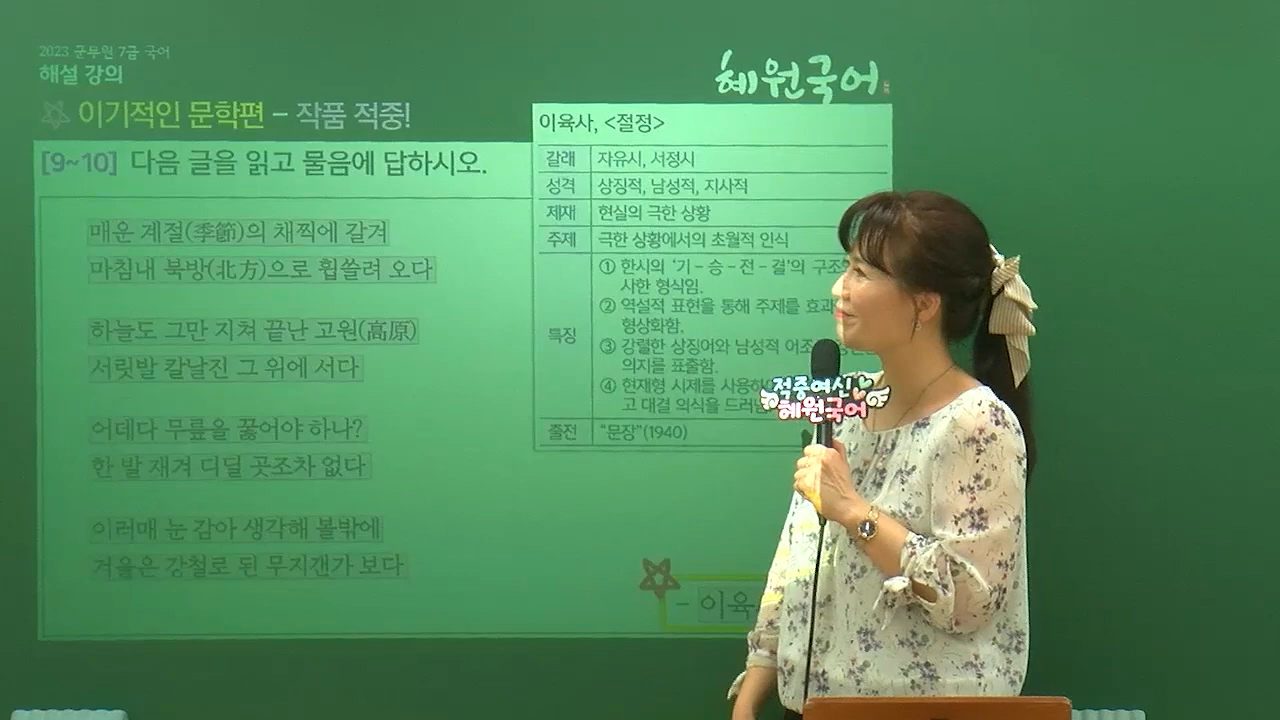 2023 군무원 7급 국어
해설 강의
혜원국어
이기적인 문학편 – 작품 적중!
[9~10] 다음 글을 읽고 물음에 답하시오.
매운 계절(季節)의 채찍에 갈겨
마침내 북방(北方)으로 휩쓸려 오다
하늘도 그만 지쳐 끝난 고원(高原)
서릿발 칼날진 그 위에 서다
어데다 무릎을 꿇어야 하나?
한 발 재겨 디딜 곳조차 없다
이러매 눈 감아 생각해 볼밖에
겨울은 강철로 된 무지갠가 보다
– 이육
이육사, <절정>
갈래 자유시, 서정시
성격 상징적, 남성적, 지사적
제재 현실의 극한 상황
주제 극한 상황에서의 초월적 인식
특징
① 한시의 ‘기 – 승 – 전 – 결’의 구조
사한 형식임.
② 역설적 표현을 통해 주제를 효과
형상화함.
③ 강렬한 상징어와 남성적 어조
의지를 표출함.
④ 현재형 시제를 사용하
고 대결 의식을 드러
출전 “문장”(1940)
적중여신
혜원국어